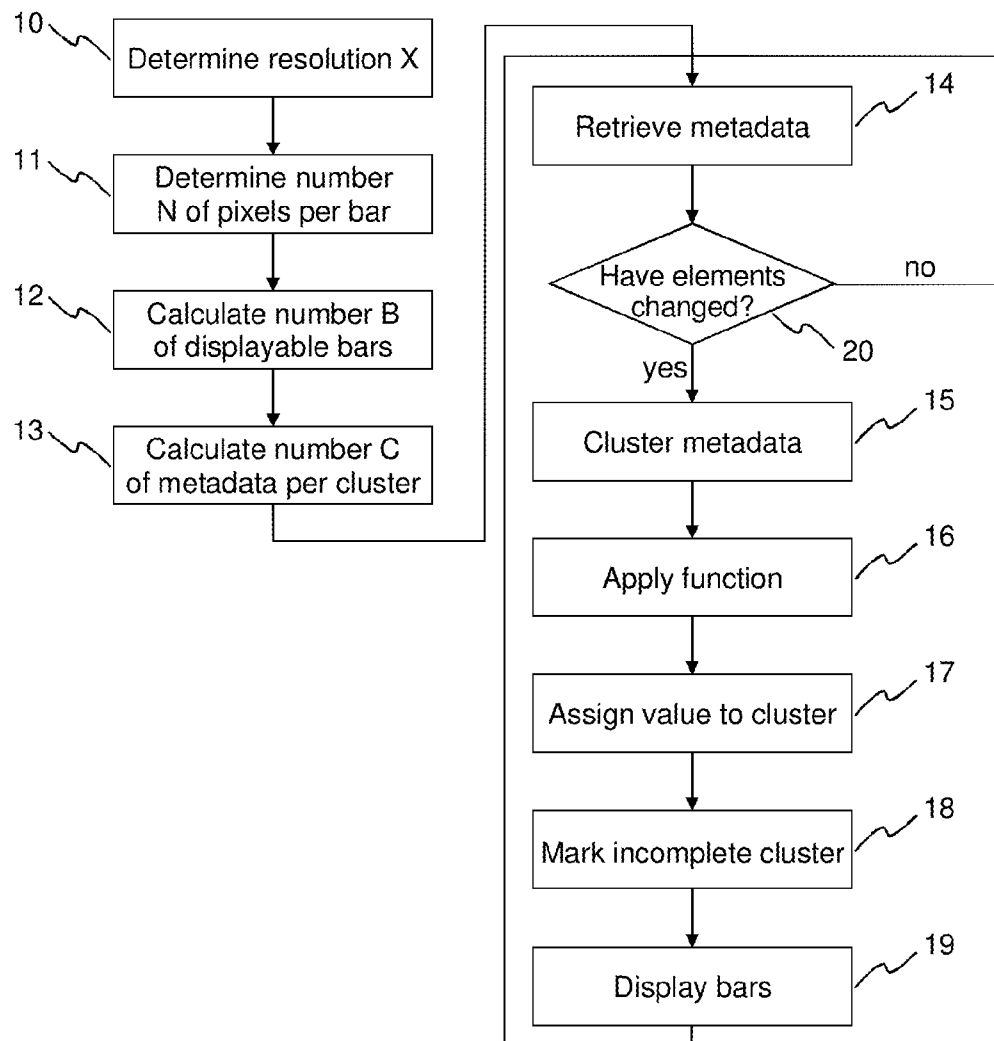 10
Determine resolution X
11
Determine number
N of pixels per bar
12
Calculate number B
of displayable bars
13
Calculate number C
of metadata per cluster
14
Retrieve metadata
Have elements
changed?
no
20
yes
15
Cluster metadata
16
Apply function
17
Assign value to cluster
18
Mark incomplete cluster
19
Display bars